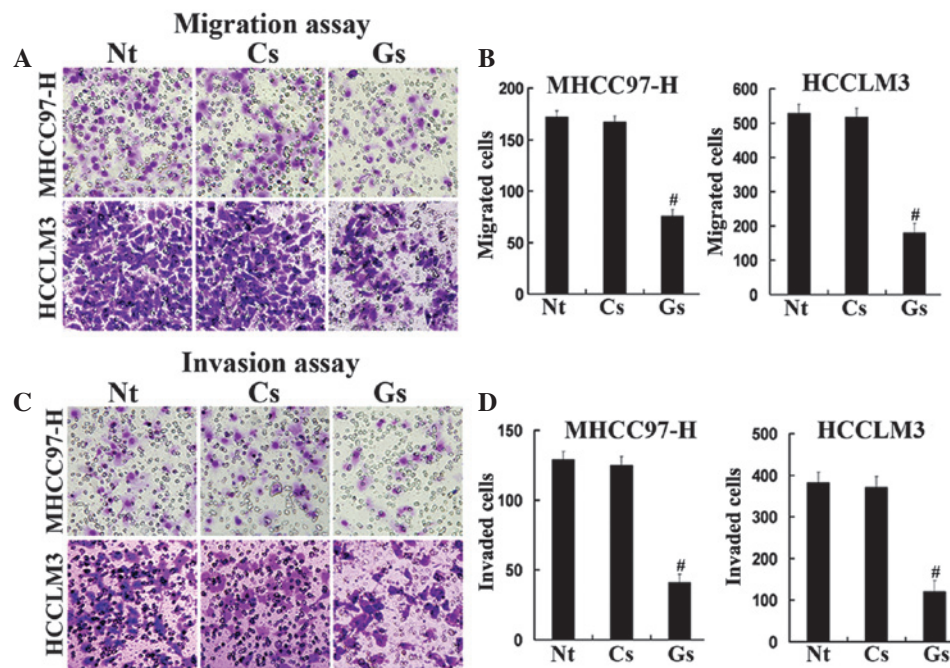 Migration assay
A
Nt Cs Gs
MHCC97-H
HCCLM3
B
MHCC97-H
Migrated cells
200
150
100
50
0
#
Nt Cs Gs
HCCLM3
Migrated cells
600
500
400
300
200
100
0
#
Nt Cs Gs
Invasion assay
C
Nt Cs Gs
MHCC97-H
HCCLM3
D
MHCC97-H
Invaded cells
150
100
50
0
#
Nt Cs Gs
HCCLM3
Invaded cells
400
300
400
200
100
0
#
Nt Cs Gs